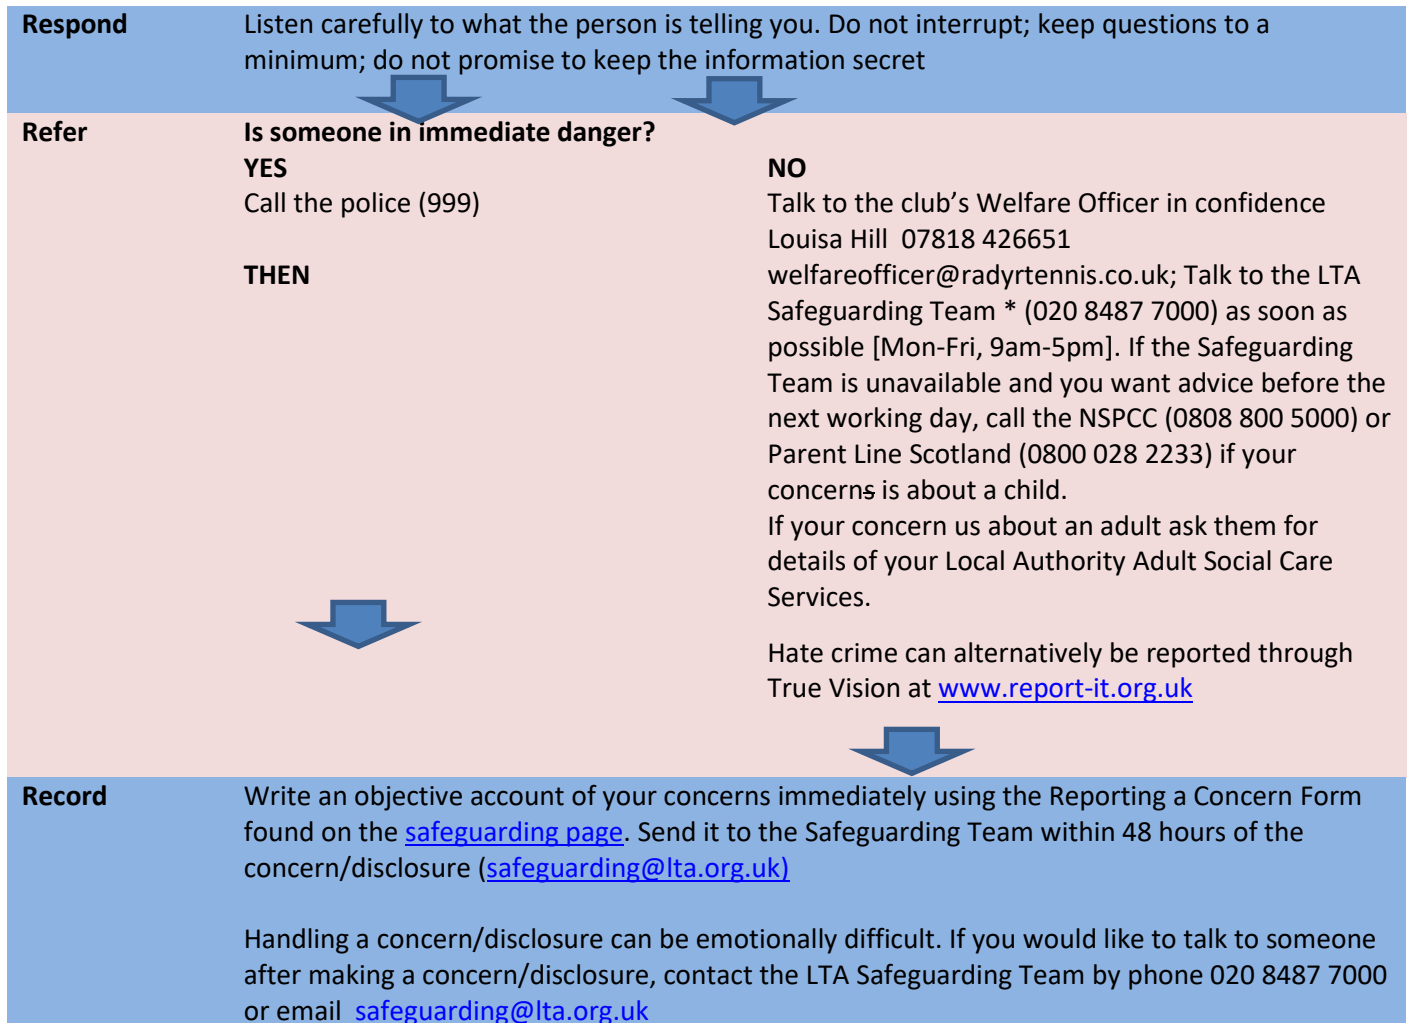 Respond
Listen carefully to what the person is telling you. Do not interrupt; keep questions to a
minimum; do not promise to keep the information secret
Refer
Is someone in immediate danger?
YES
Call the police (999)
THEN
NO
Talk to the club’s Welfare Officer in confidence
Louisa Hill 07818 426651
welfareofficer@radyrtennis.co.uk; Talk to the LTA
Safeguarding Team * (020 8487 7000) as soon as
possible [Mon-Fri, 9am-5pm]. If the Safeguarding
Team is unavailable and you want advice before the
next working day, call the NSPCC (0808 800 5000) or
Parent Line Scotland (0800 028 2233) if your
concerns is about a child.
If your concern us about an adult ask them for
details of your Local Authority Adult Social Care
Services.
Hate crime can alternatively be reported through
True Vision at www.report-it.org.uk
Record
Write an objective account of your concerns immediately using the Reporting a Concern Form
found on the safeguarding page. Send it to the Safeguarding Team within 48 hours of the
concern/disclosure (safeguarding@lta.org.uk)
Handling a concern/disclosure can be emotionally difficult. If you would like to talk to someone
after making a concern/disclosure, contact the LTA Safeguarding Team by phone 020 8487 7000
or email safeguarding@lta.org.uk